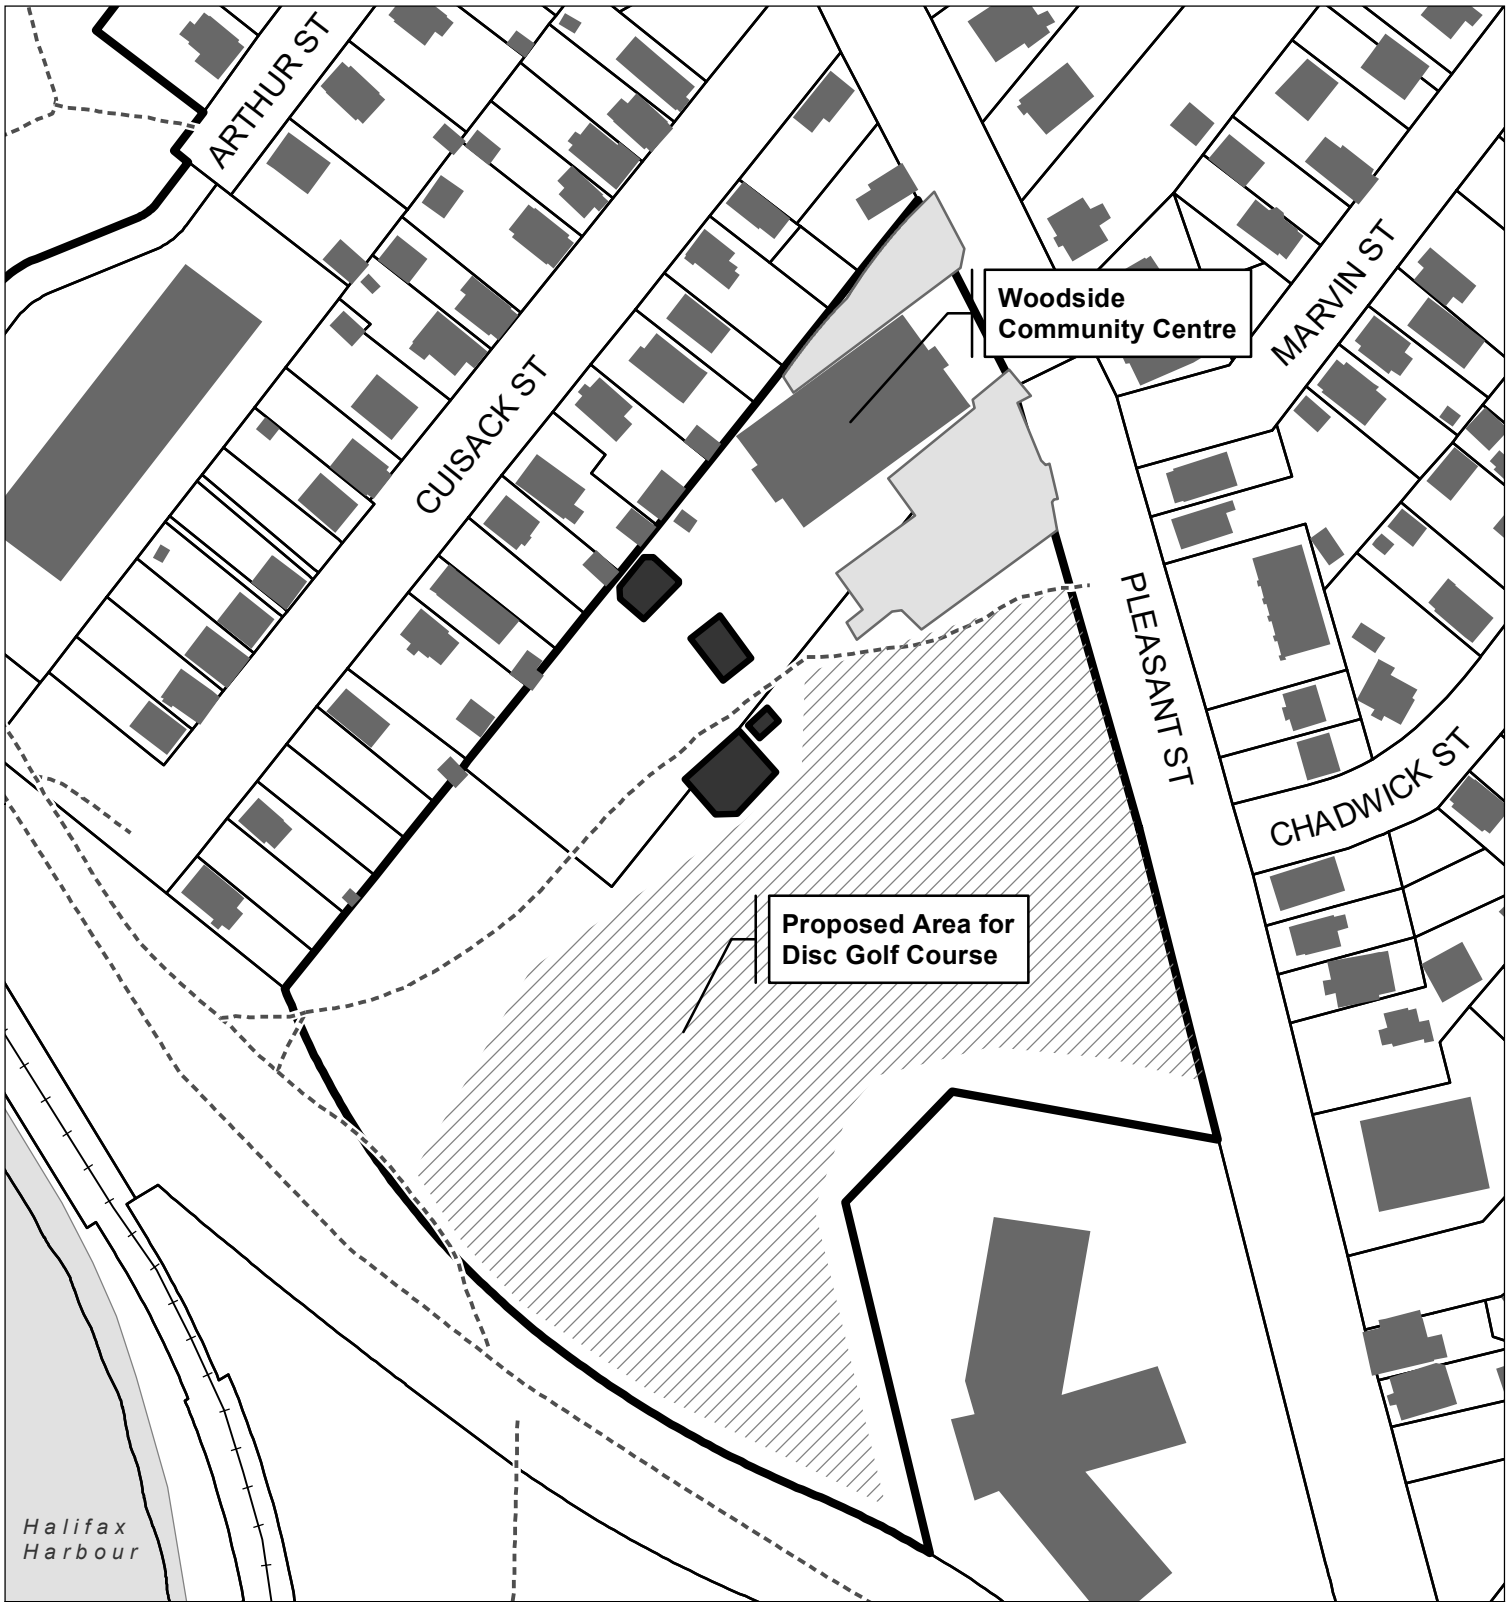 ARTHUR ST
Woodside
Community Centre
MARVIN ST
CUISACK ST
PLEASANT ST
CHADWICK ST
Proposed Area for
Disc Golf Course
Halifax
Harbour